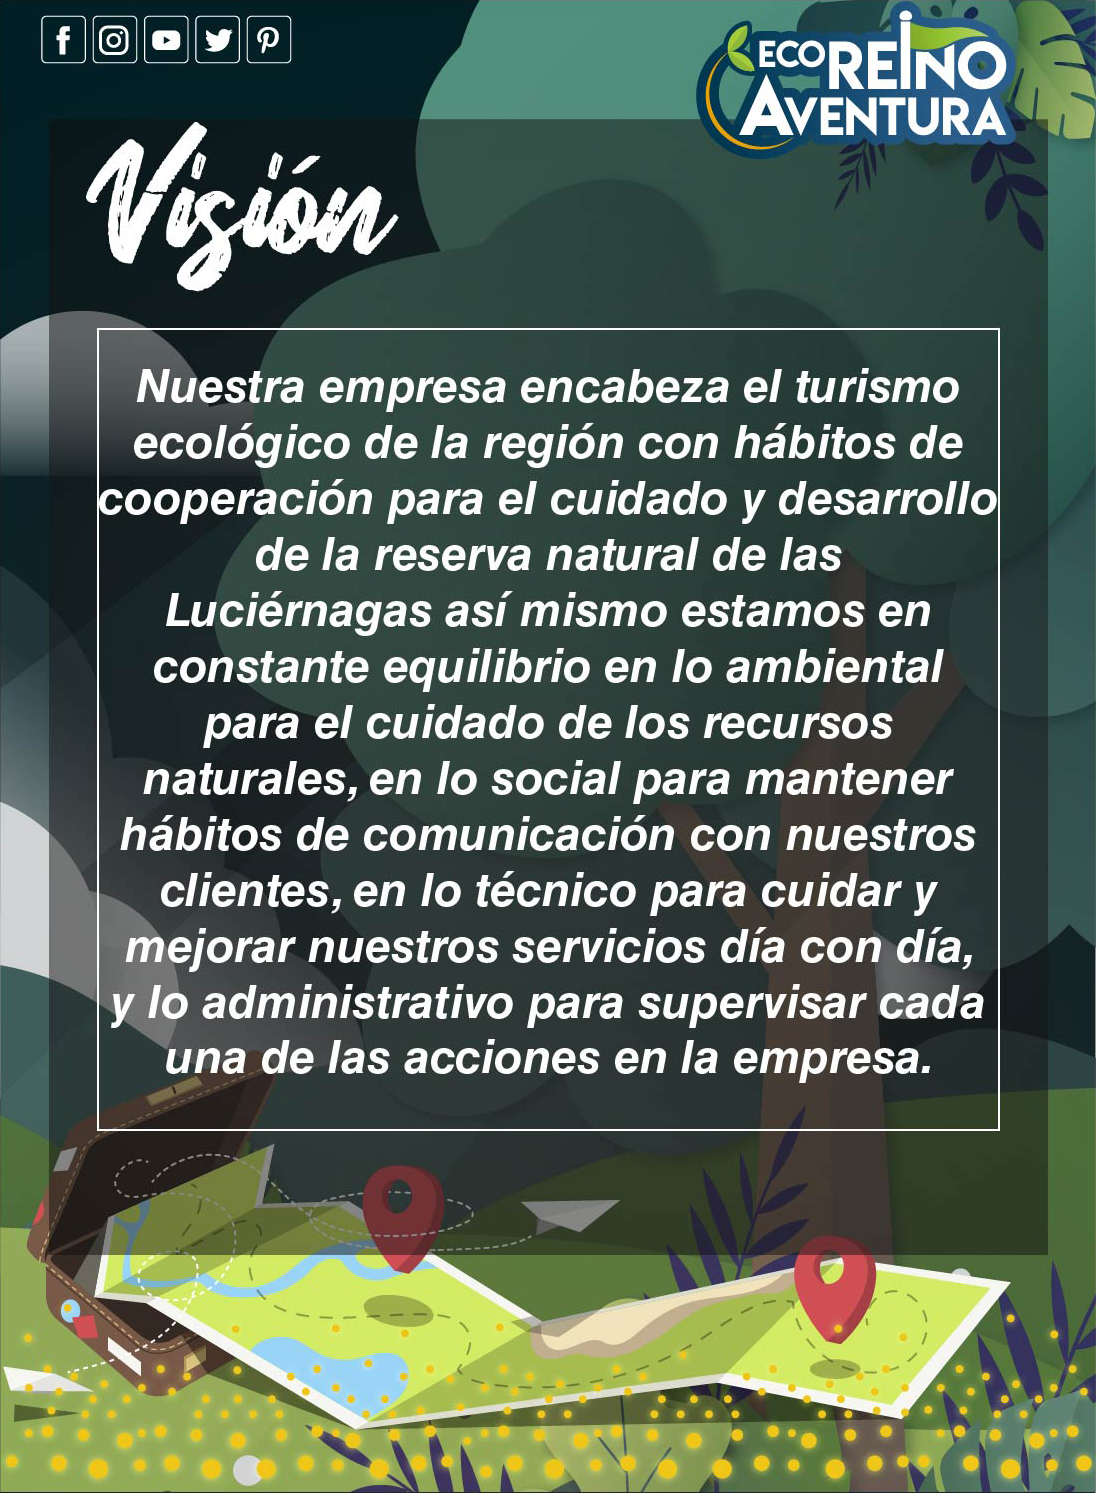 ECOREINO
AVENTURA
Visión
Nuestra empresa encabeza el turismo
ecológico de la región con hábitos de
cooperación para el cuidado y desarrollo
de la reserva natural de las
Luciérnagas así mismo estamos en
constante equilibrio en lo ambiental
para el cuidado de los recursos
naturales, en lo social para mantener
hábitos de comunicación con nuestros
clientes, en lo técnico para cuidar y
mejorar nuestros servicios día con día,
y lo administrativo para supervisar cada
una de las acciones en la empresa.